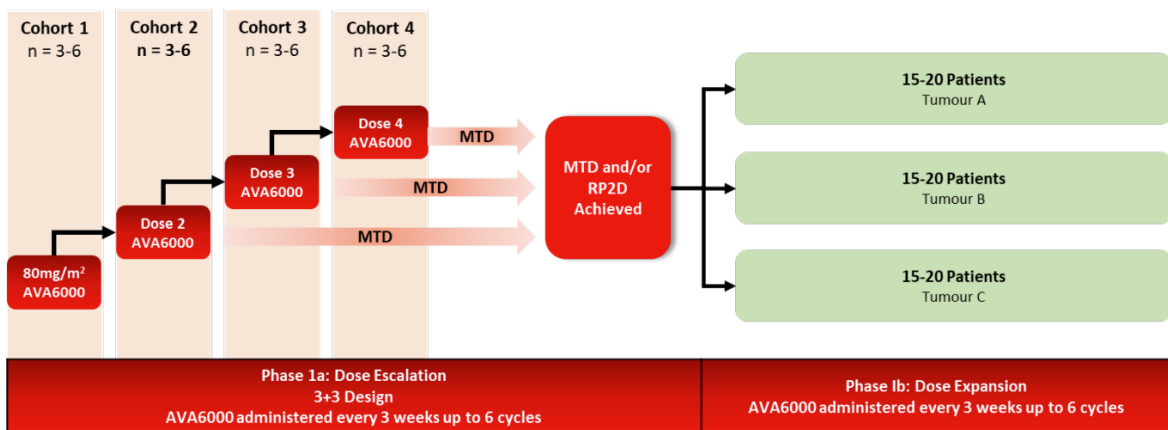 Cohort 1
n = 3-6
Cohort 2
n = 3-6
Cohort 3
n = 3-6
Cohort 4
n = 3-6
80mg/m²
AVA6000
Dose 2
AVA6000
Dose 3
AVA6000
Dose 4
AVA6000
MTD
MTD
MTD
MTD and/or
RP2D
Achieved
15-20 Patients
Tumour A
15-20 Patients
Tumour B
15-20 Patients
Tumour C
Phase 1a: Dose Escalation
3+3 Design
AVA6000 administered every 3 weeks up to 6 cycles
Phase Ib: Dose Expansion
AVA6000 administered every 3 weeks up to 6 cycles